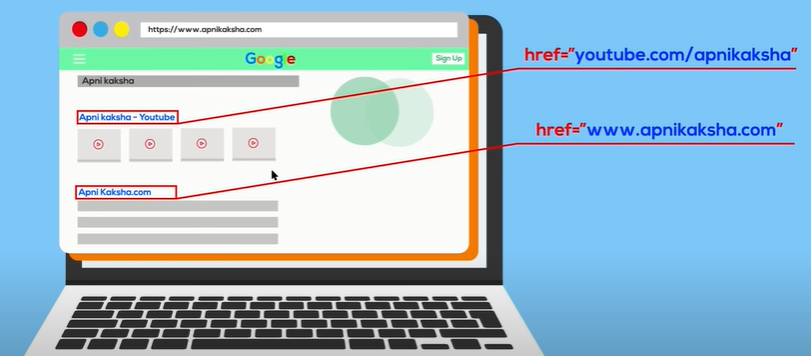 https://www.apnikaksha.com
Google
Sign Up
Apni kaksha
href="youtube.com/apnikaksha"
Apni kaksha - Youtube
href="www.apnikaksha.com"
Apni Kaksha.com